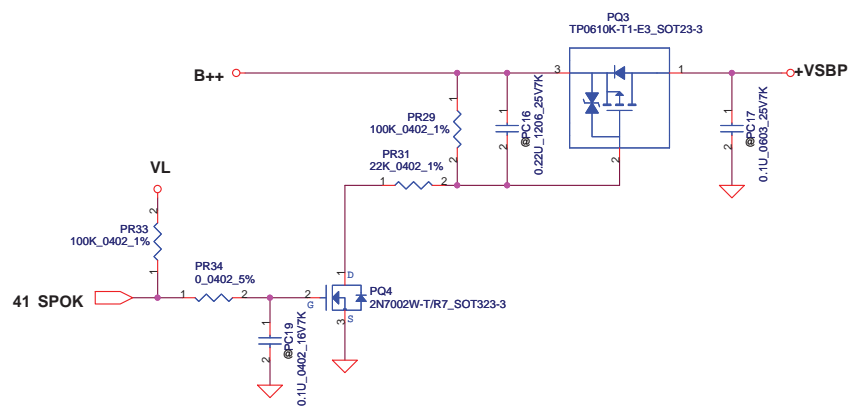 PQ3
TP0610K-T1-E3_SOT23-3
B++
3
1
+VSBP
2
1
PR29
100K_0402_1%
2
1
2
@PC16
0.22U_1206_25V7K
1
2
@PC17
0.1U_0603_25V7K
PR31
22K_0402_1%
1
2
VL
2
PR33
100K_0402_1%
1
PR34
0_0402_5%
41 SPOK
1
2
2
G
1
D
PQ4
2N7002W-T/R7_SOT323-3
3
S
1
2
@PC19
0.1U_0402_16V7K